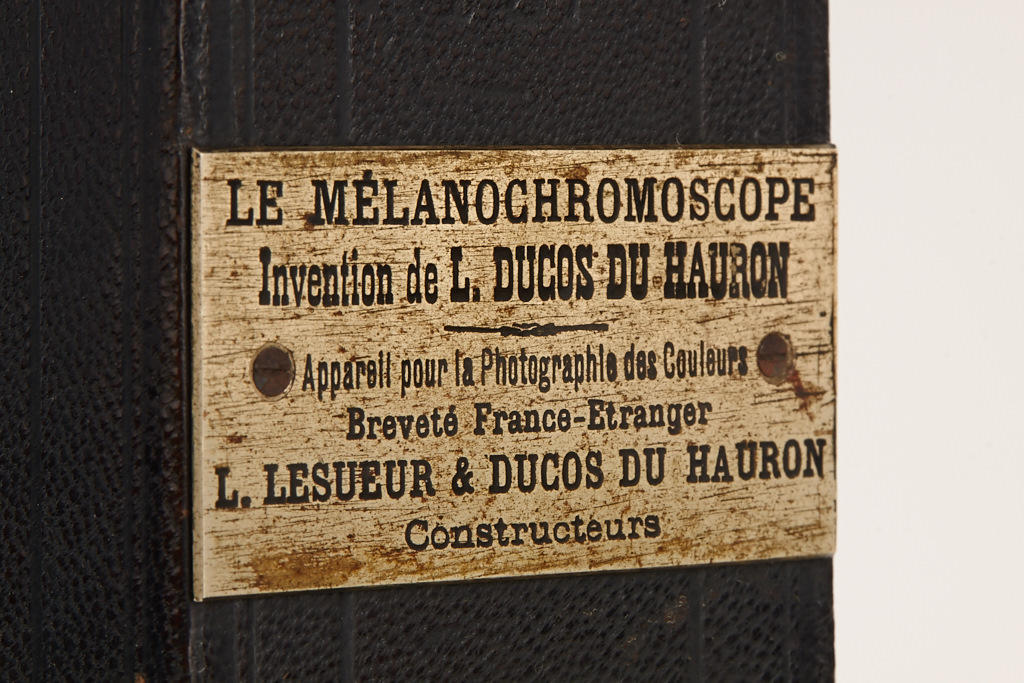 LE MÉLANOCHROMOSCOPE
Invention de L. DUCOS DU HAURON
Appareil pour la Photographie des Couleurs
Breveté France-Etranger
L. LESUEUR & DUCOS DU HAURON
Constructeurs